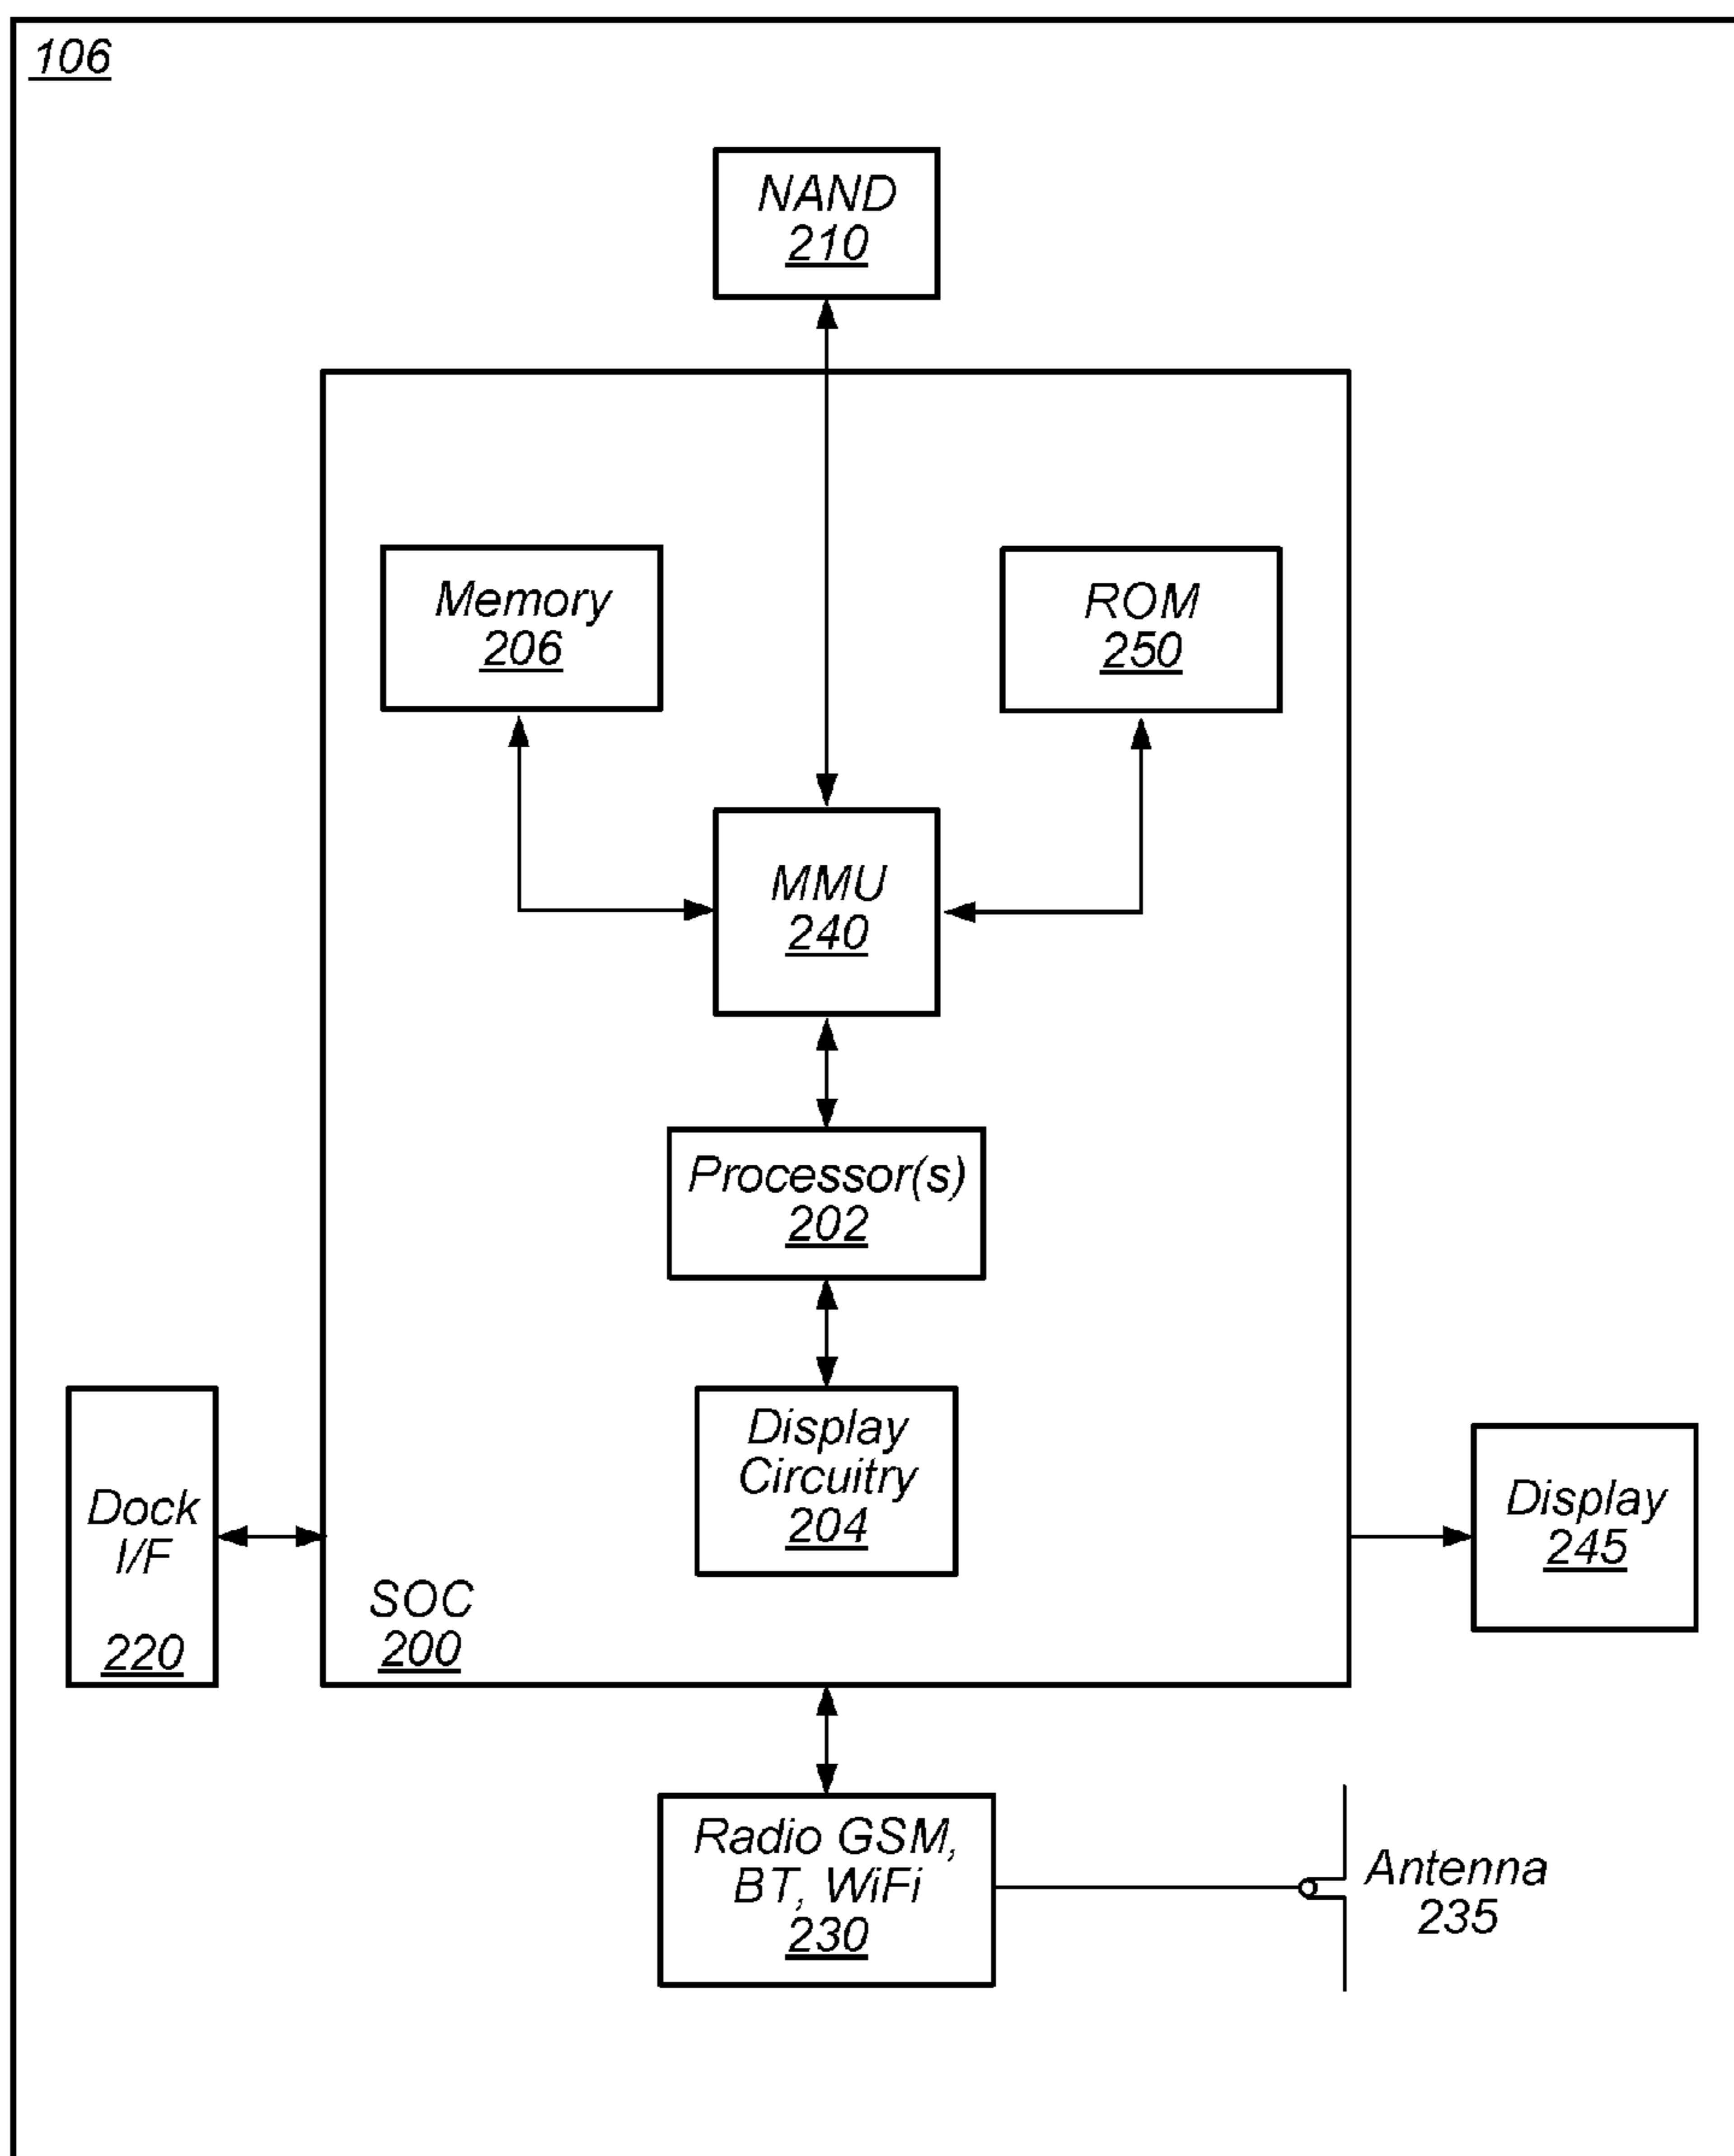 106
NAND
210
Memory
206
ROM
250
MMU
240
Processor(s)
202
Display
Circuitry
204
Dock
I/F
220
SOC
200
Display
245
Radio GSM,
BT, WiFi
230
Antenna
235